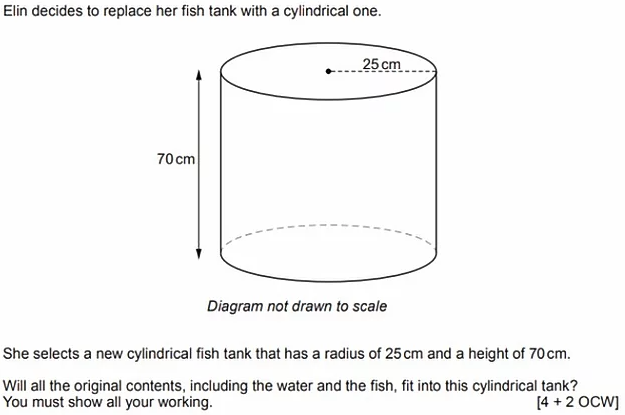 Elin decides to replace her fish tank with a cylindrical one.
25 cm
70 cm
Diagram not drawn to scale
She selects a new cylindrical fish tank that has a radius of 25 cm and a height of 70 cm.
Will all the original contents, including the water and the fish, fit into this cylindrical tank?
You must show all your working. [4 + 2 OCW]